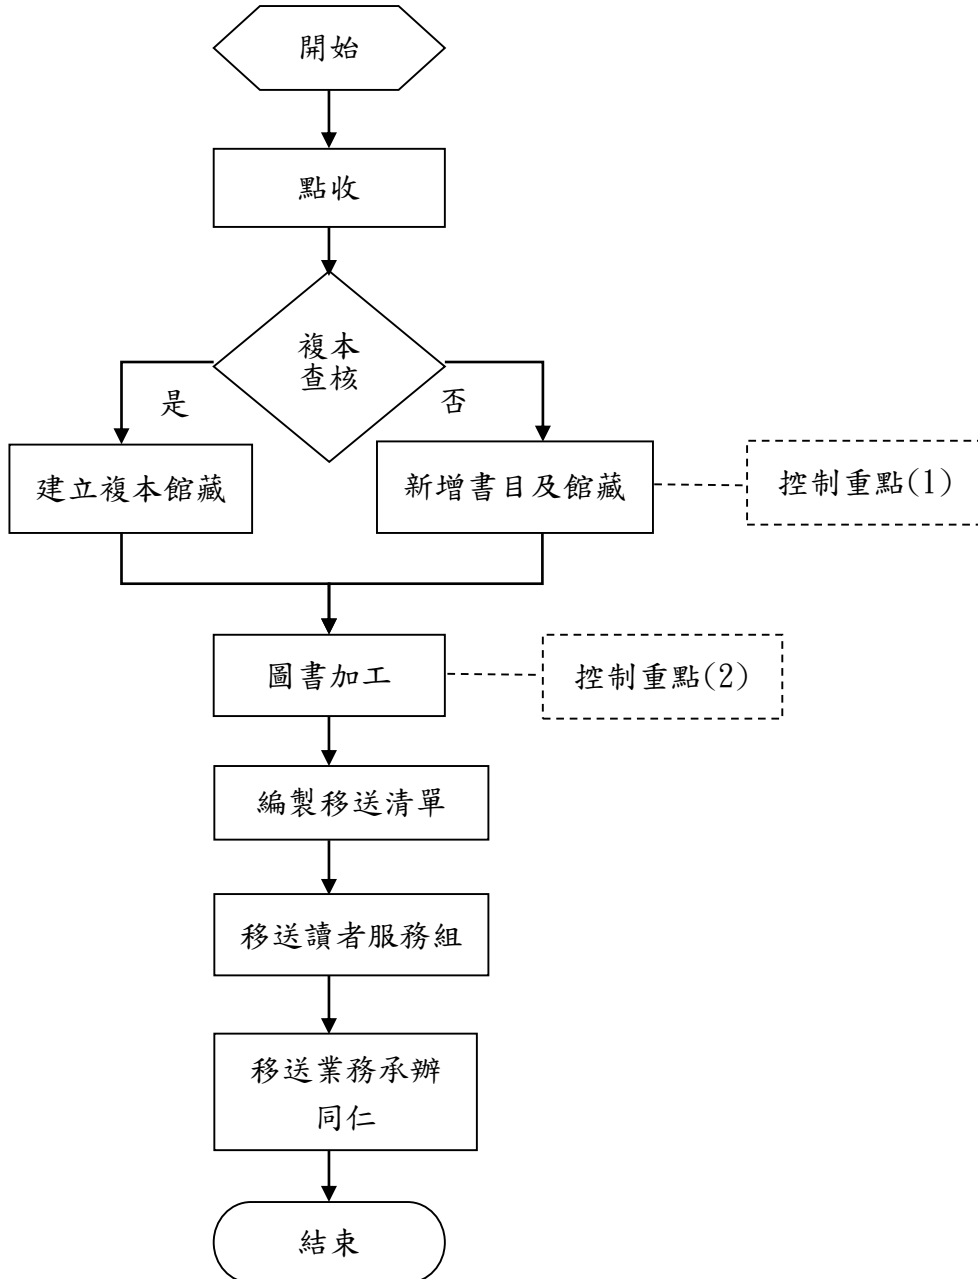 開始
點收
複本
查核
是
否
建立複本館藏
新增書目及館藏
控制重點(1)
圖書加工
控制重點(2)
編製移送清單
移送讀者服務組
移送業務承辦
同仁
結束